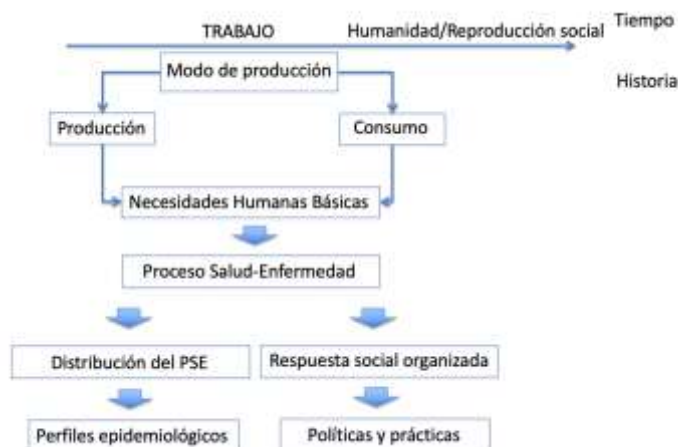 TRABAJO
Humanidad/Reproducción social
Tiempo
Modo de producción
Historia
Producción
Consumo
Necesidades Humanas Básicas
Proceso Salud-Enfermedad
Distribución del PSE
Respuesta social organizada
Perfiles epidemiológicos
Políticas y prácticas